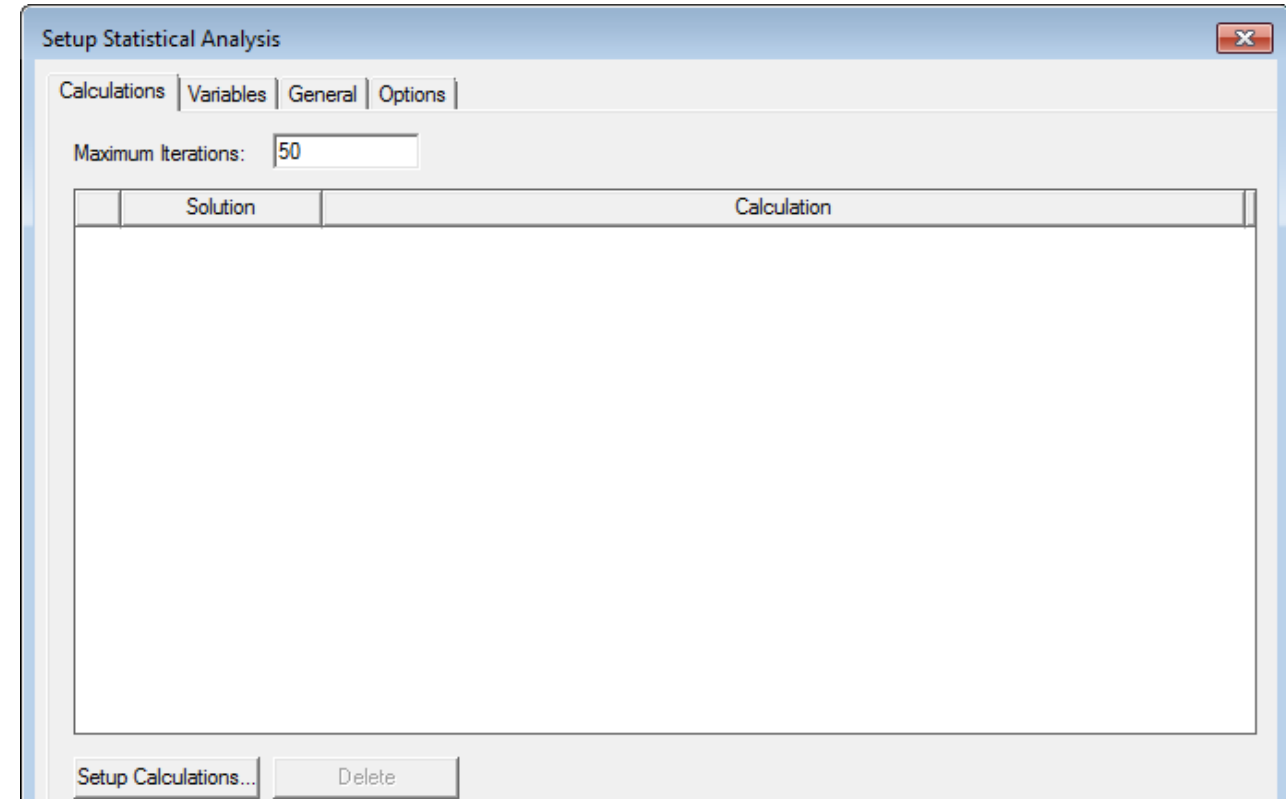 Setup Statistical Analysis
Calculations Variables General Options
Maximum Iterations: 50
Solution Calculation
Setup Calculations... Delete